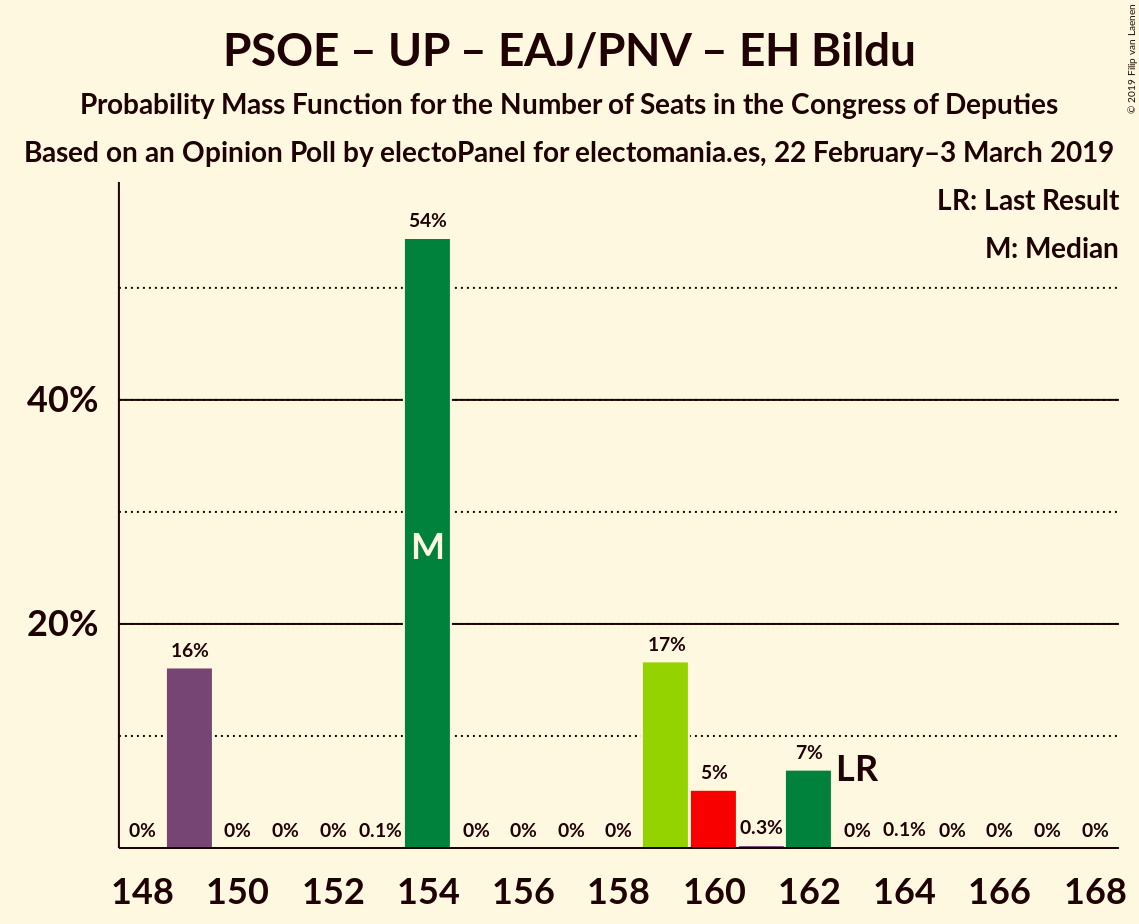 PSOE – UP – EAJ/PNV – EH Bildu
Probability Mass Function for the Number of Seats in the Congress of Deputies
Based on an Opinion Poll by electoPanel for electomania.es, 22 February–3 March 2019
© 2019 Filip van Laenen
LR: Last Result
M: Median
54%
40%
M
20%
16%
17%
7%
LR
5%
0% 0% 0% 0% 0.1% 0% 0% 0% 0% 0.3% 0% 0.1% 0% 0% 0% 0%
148 150 152 154 156 158 160 162 164 166 168